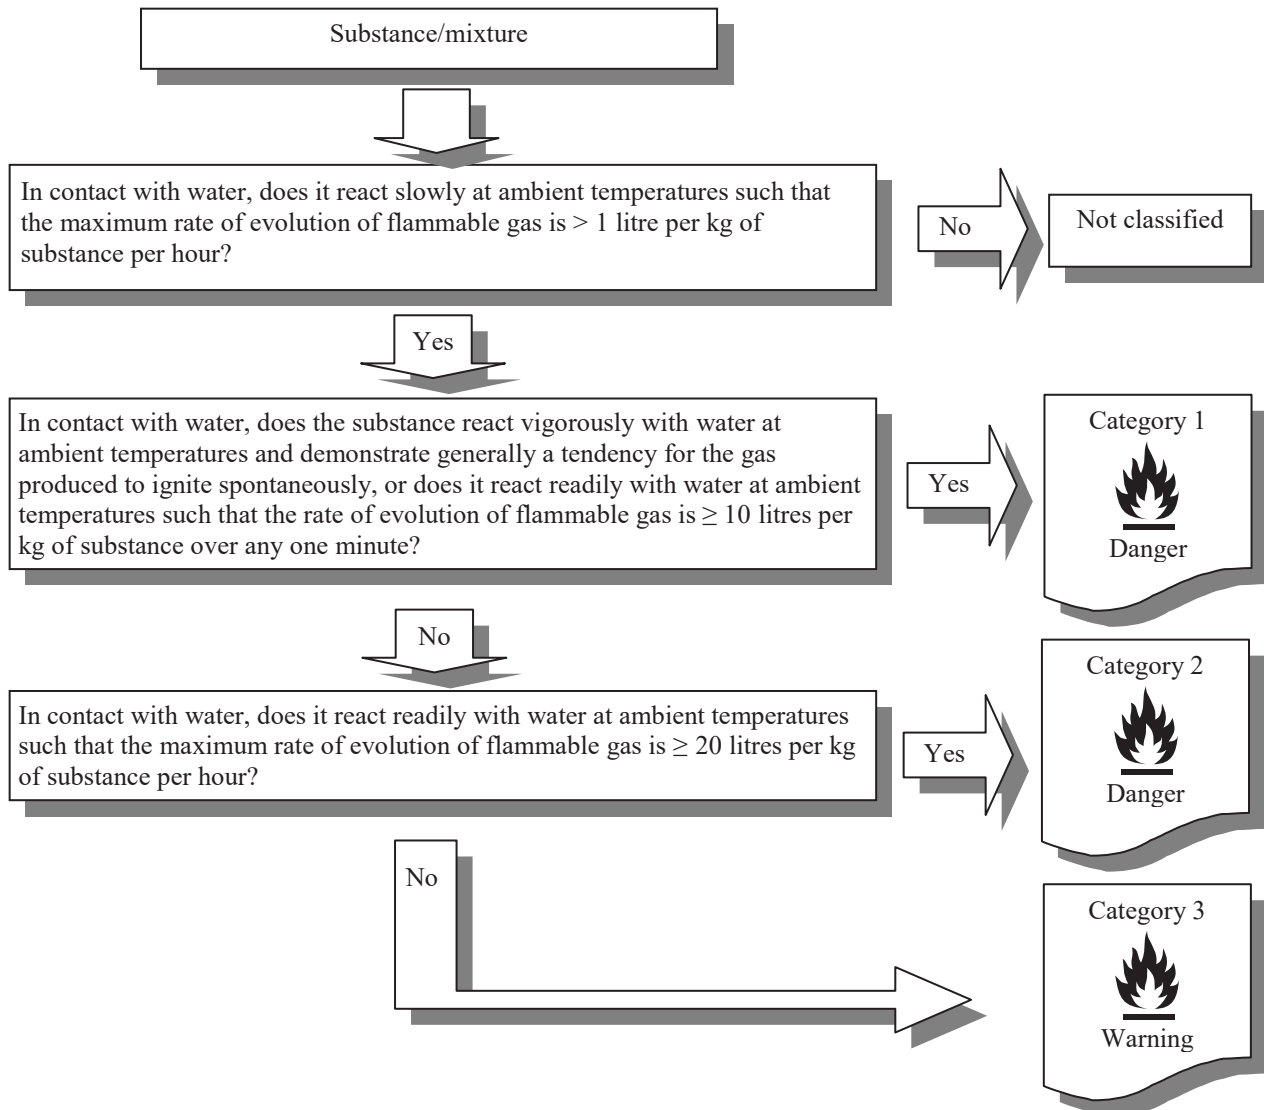 Substance/mixture
In contact with water, does it react slowly at ambient temperatures such that
the maximum rate of evolution of flammable gas is > 1 litre per kg of
substance per hour?
No
Not classified
Yes
In contact with water, does the substance react vigorously with water at
ambient temperatures and demonstrate generally a tendency for the gas
produced to ignite spontaneously, or does it react readily with water at ambient
temperatures such that the rate of evolution of flammable gas is ≥ 10 litres per
kg of substance over any one minute?
Yes
Category 1
Danger
No
In contact with water, does it react readily with water at ambient temperatures
such that the maximum rate of evolution of flammable gas is ≥ 20 litres per kg
of substance per hour?
Yes
Category 2
Danger
No
Category 3
Warning